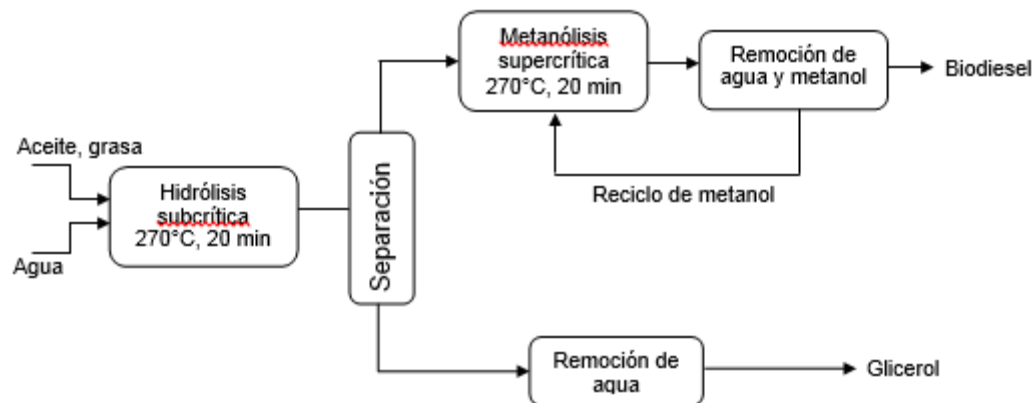 Aceite, grasa
Agua
Hidrólisis
subcrítica
270°C, 20 min
Separación
Metanólisis
supercrítica
270°C, 20 min
Remoción de
agua y metanol
Biodiesel
Reciclo de metanol
Remoción de
agua
Glicerol